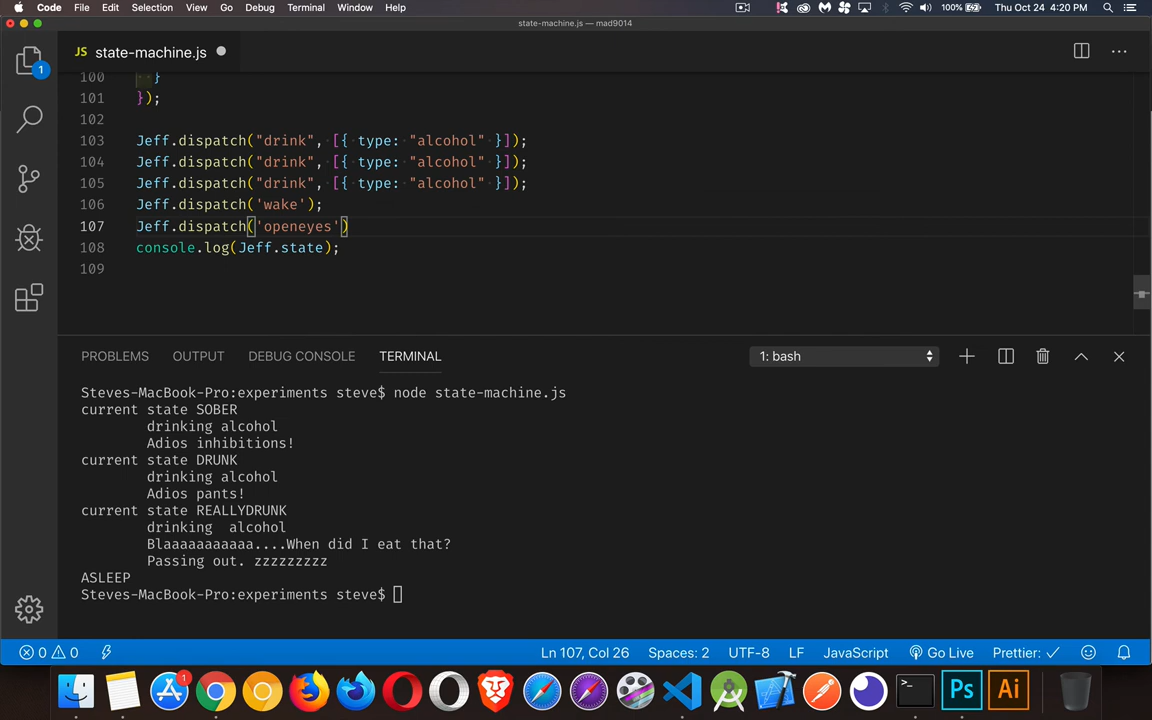 Code File Edit Selection View Go Debug Terminal Window Help 100% Thu Oct 24 4:20 PM
state-machine.js — mad9014
JS state-machine.js
1
100 }
101 });
102
103 Jeff.dispatch("drink", [{ type: "alcohol" }]);
104 Jeff.dispatch("drink", [{ type: "alcohol" }]);
105 Jeff.dispatch("drink", [{ type: "alcohol" }]);
106 Jeff.dispatch('wake');
107 Jeff.dispatch('openeyes')
108 console.log(Jeff.state);
109
PROBLEMS OUTPUT DEBUG CONSOLE TERMINAL 1: bash
Steves-MacBook-Pro:experiments steve$ node state-machine.js
current state SOBER
drinking alcohol
Adios inhibitions!
current state DRUNK
drinking alcohol
Adios pants!
current state REALLYDRUNK
drinking  alcohol
Blaaaaaaaaaaa....When did I eat that?
Passing out. zzzzzzzzz
ASLEEP
Steves-MacBook-Pro:experiments steve$
0 0 Ln 107, Col 26 Spaces: 2 UTF-8 LF JavaScript Go Live Prettier: ✓
1 >_ Ps Ai